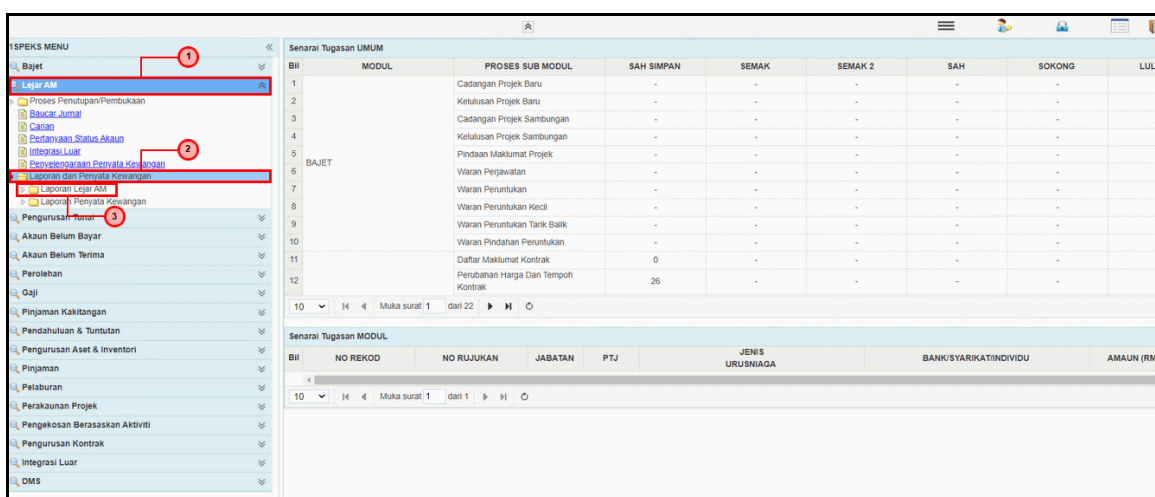 1SPEKS MENU
Bajet
1
Lejar AM
Proses Penutupan/Pembukaan
Baucar Jurnal
Carian
Pertanyaan Status Akaun
Integrasi Luar
2
Penyelengaraan Penyata Kewangan
Laporan dan Penyata Kewangan
Laporan Lejar AM
Laporan Penyata Kewangan
Pengurusan Tunai
3
Akaun Belum Bayar
Akaun Belum Terima
Perolehan
Gaji
Pinjaman Kakitangan
Pendahuluan & Tuntutan
Pengurusan Aset & Inventori
Pinjaman
Pelaburan
Perakaunan Projek
Pengekosan Berasaskan Aktiviti
Pengurusan Kontrak
Integrasi Luar
DMS
Senarai Tugasan UMUM
Bil MODUL PROSES SUB MODUL SAH SIMPAN SEMAK SEMAK 2 SAH SOKONG LUL
1 Cadangan Projek Baru - - - - -
2 Kelulusan Projek Baru - - - - -
3 Cadangan Projek Sambungan - - - - -
4 Kelulusan Projek Sambungan - - - - -
5 Pindaan Maklumat Projek - - - - -
BAJET
6 Waran Perjawatan - - - - -
7 Waran Peruntukan - - - - -
8 Waran Peruntukan Kecil - - - - -
9 Waran Peruntukan Tarik Balik - - - - -
10 Waran Pindahan Peruntukan - - - - -
11 Daftar Maklumat Kontrak 0 - - - -
12 Perubahan Harga Dan Tempoh Kontrak 26 - - - -
10 Muka surat 1 dari 22
Senarai Tugasan MODUL
Bil NO REKOD NO RUJUKAN JABATAN PTJ JENIS URUSNIAGA BANK/SYARIKAT/INDIVIDU AMAUN (RM
10 Muka surat 1 dari 1